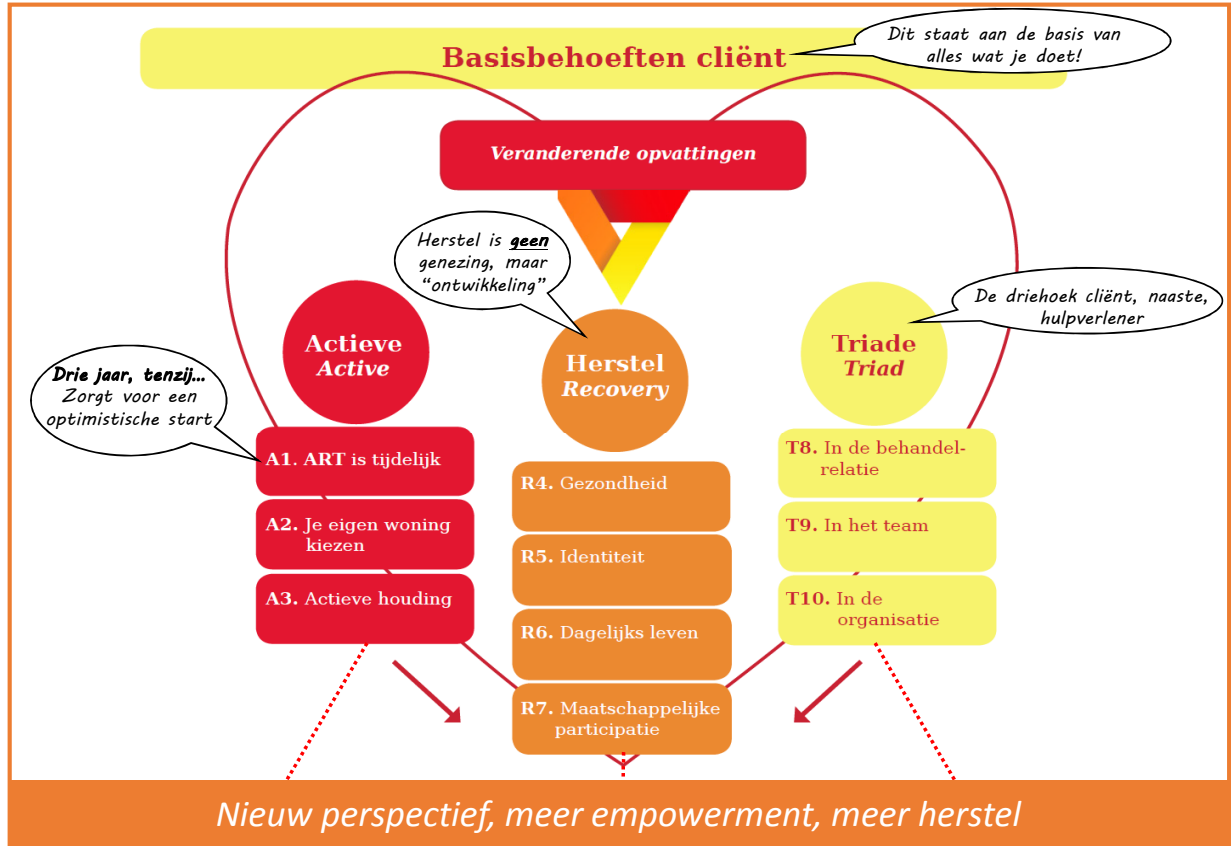 Basisbehoeften cliënt
Dit staat aan de basis van
alles wat je doet!
Veranderende opvattingen
Herstel is geen
genezing, maar
“ontwikkeling”
Actieve
Active
Drie jaar, tenzij...
Zorgt voor een
optimistische start
A1. ART is tijdelijk
A2. Je eigen woning
kiezen
A3. Actieve houding
Herstel
Recovery
R4. Gezondheid
R5. Identiteit
R6. Dagelijks leven
R7. Maatschappelijke
participatie
De driehoek cliënt, naaste,
hulpverlener
Triade
Triad
T8. In de behandel-
relatie
T9. In het team
T10. In de
organisatie
Nieuw perspectief, meer empowerment, meer herstel